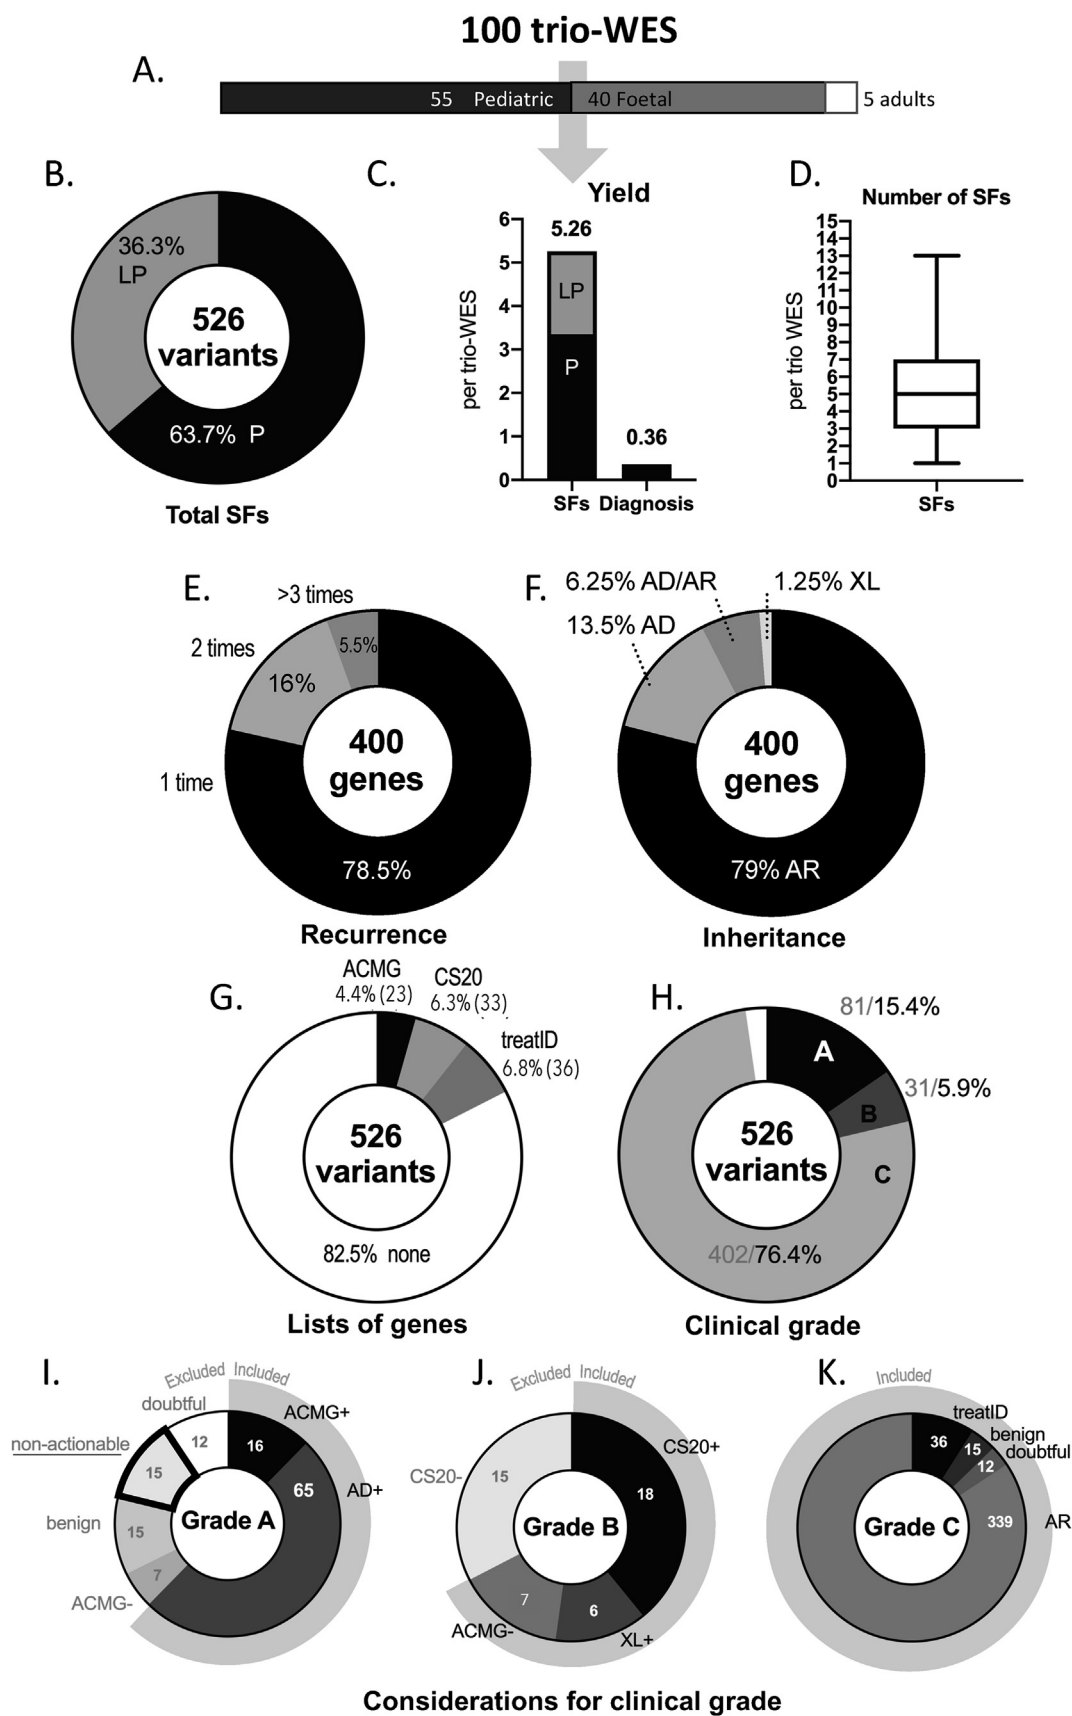 100 trio-WES
A.
55 Pediatric
40 Foetal
5 adults
B.
36.3%
LP
526
variants
63.7% P
Total SFs
C.
Yield
per trio-WES
6
5
4
3
2
1
0
5.26
LP
P
0.36
SFs
Diagnosis
D.
Number of SFs
per trio WES
15
14
13
12
11
10
9
8
7
6
5
4
3
2
1
0
SFs
E.
>3 times
2 times
5.5%
16%
400
genes
1 time
78.5%
Recurrence
F.
6.25% AD/AR
1.25% XL
13.5% AD
400
genes
79% AR
Inheritance
G.
ACMG
4.4% (23)
CS20
6.3% (33)
treatID
6.8% (36)
526
variants
82.5% none
Lists of genes
H.
81/15.4%
A
31/5.9%
B
526
variants
C
402/76.4%
Clinical grade
I.
Excluded
Included
doubtful
ACMG+
non-actionable
12
16
15
65
AD+
Grade A
benign
15
7
ACMG-
J.
Excluded
Included
CS20+
CS20-
15
18
Grade B
7
6
ACMG-
XL+
K.
Included
treatID
benign
doubtful
36
15
12
Grade C
339
AR
Considerations for clinical grade